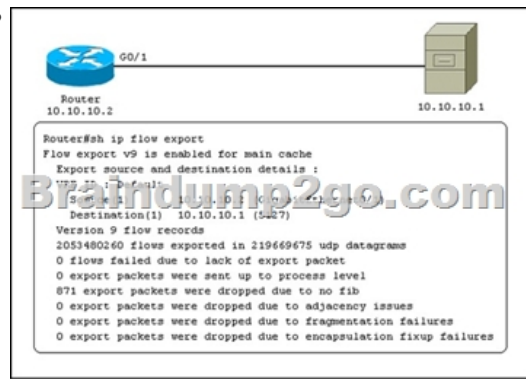 G0/1
Router
10.10.10.2
10.10.10.1
Router#sh ip flow export
Flow export v9 is enabled for main cache
Export source and destination details :
Default
Braindump2go.com
Destination(1) 10.10.10.1 (5127)
Version 9 flow records
2053480260 flows exported in 219669675 udp datagrams
0 flows failed due to lack of export packet
0 export packets were sent up to process level
871 export packets were dropped due to no fib
0 export packets were dropped due to adjacency issues
0 export packets were dropped due to fragmentation failures
0 export packets were dropped due to encapsulation fixup failures